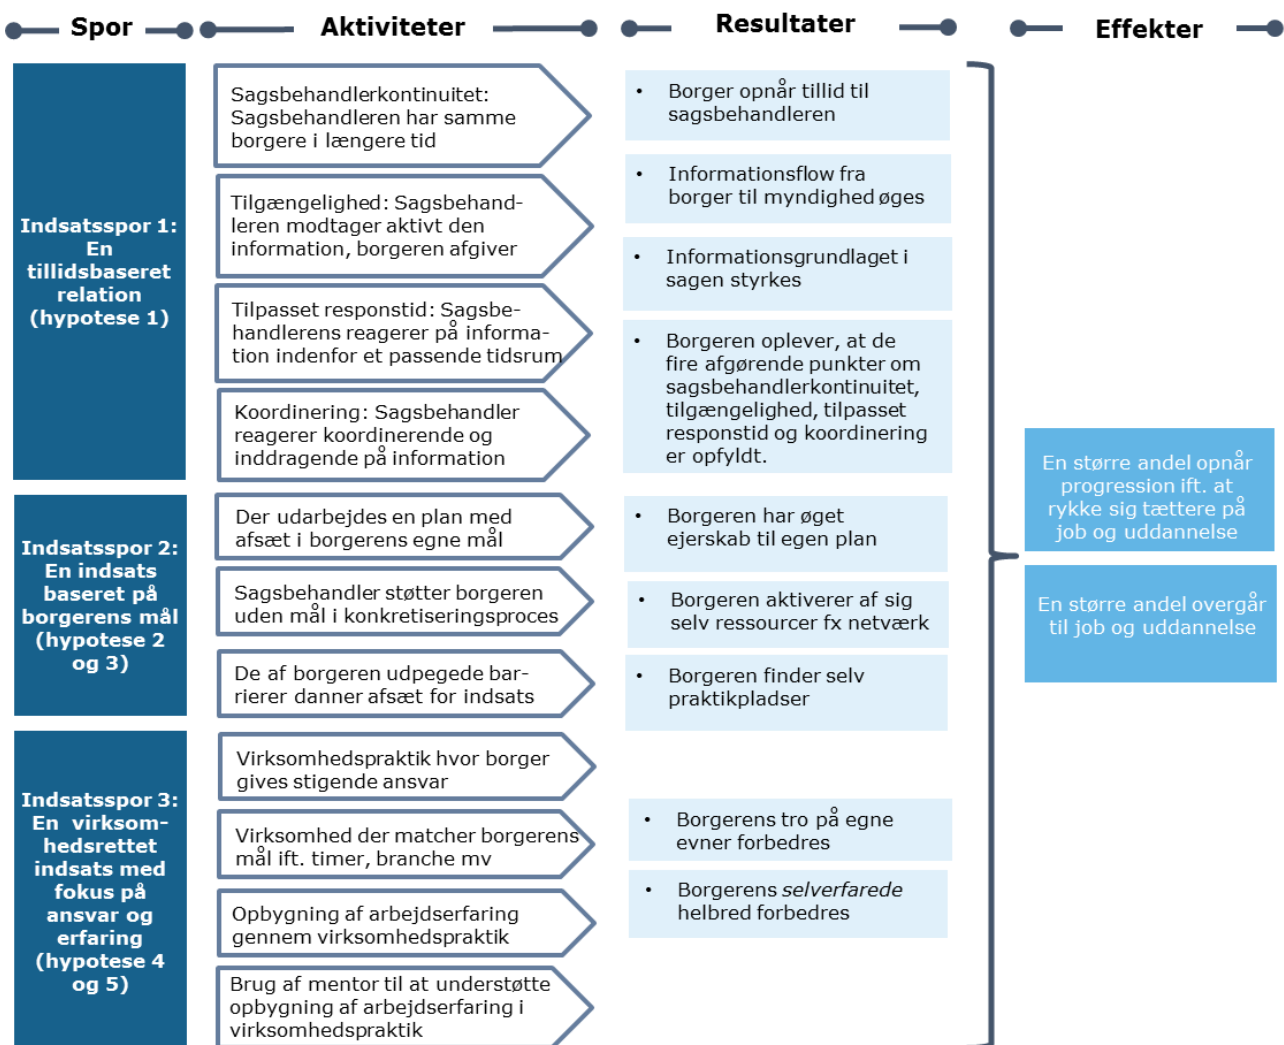 Spor
Aktiviteter
Resultater
Effekter
Indsatsspor 1:
En
tillidsbaseret
relation
(hypotese 1)
Sagsbehandlerkontinuitet:
Sagsbehandleren har samme
borgere i længere tid
Tilgængelighed: Sagsbehand-
leren modtager aktivt den
information, borgeren afgiver
Tilpasset responstid: Sagsbe-
handlerens reagerer på informa-
tion indenfor et passende tidsrum
Koordinering: Sagsbehandler
reagerer koordinerende og
inddragende på information
• Borger opnår tillid til
sagsbehandleren
• Informationsflow fra
borger til myndighed øges
• Informationsgrundlaget i
sagen styrkes
• Borgeren oplever, at de
fire afgørende punkter om
sagsbehandlerkontinuitet,
tilgængelighed, tilpasset
responstid og koordinering
er opfyldt.
Indsatsspor 2:
En indsats
baseret på
borgerens mål
(hypotese 2
og 3)
Der udarbejdes en plan med
afsæt i borgerens egne mål
Sagsbehandler støtter borgeren
uden mål i konkretiseringsproces
De af borgeren udpegede bar-
rierer danner afsæt for indsats
• Borgeren har øget
ejerskab til egen plan
• Borgeren aktiverer af sig
selv ressourcer fx netværk
• Borgeren finder selv
praktikpladser
Indsatsspor 3:
En virksom-
hedsrettet
indsats med
fokus på
ansvar og
erfaring
(hypotese 4
og 5)
Virksomhedspraktik hvor borger
gives stigende ansvar
Virksomhed der matcher borgerens
mål ift. timer, branche mv
Opbygning af arbejdserfaring
gennem virksomhedspraktik
Brug af mentor til at understøtte
opbygning af arbejdserfaring i
virksomhedspraktik
• Borgerens tro på egne
evner forbedres
• Borgerens selverfarede
helbred forbedres
En større andel opnår
progression ift. at
rykke sig tættere på
job og uddannelse
En større andel overgår
til job og uddannelse